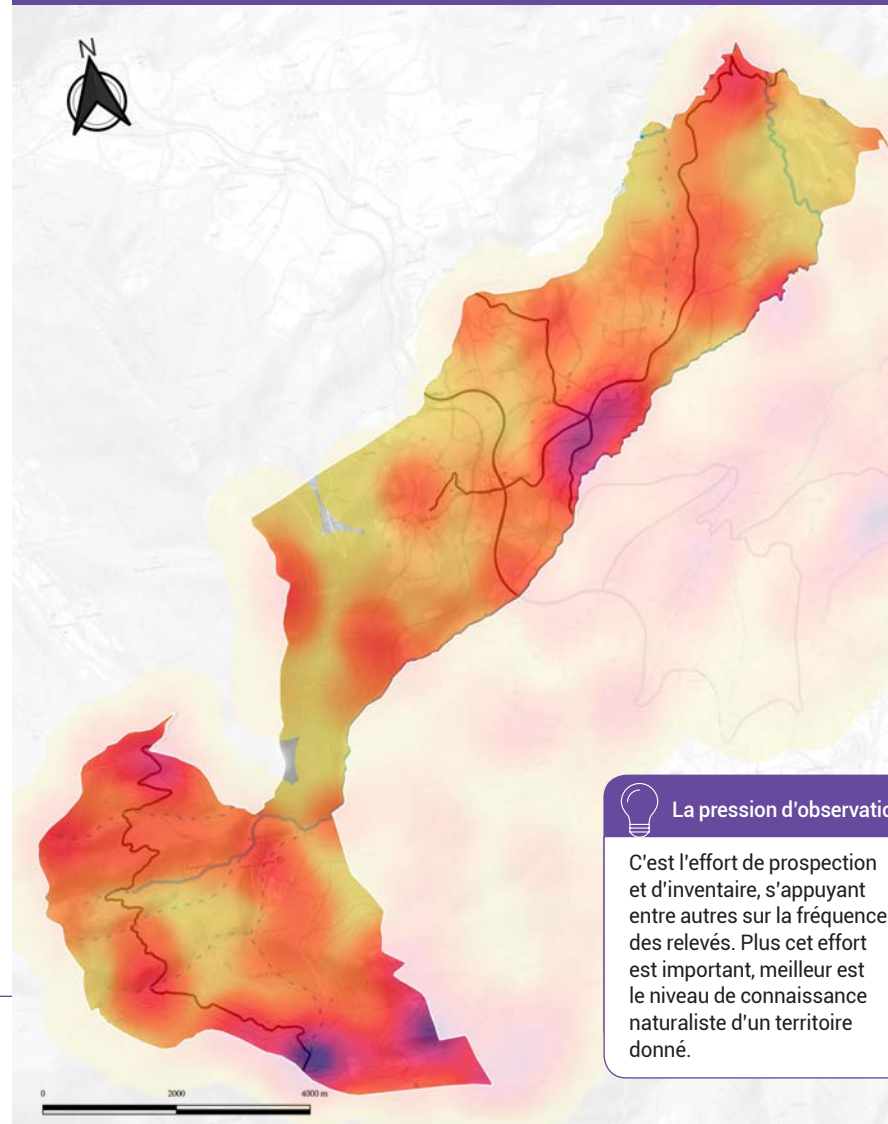 N
La pression d'observatio
C'est l'effort de prospection
et d'inventaire, s'appuyant
entre autres sur la fréquence
des relevés. Plus cet effort
est important, meilleur est
le niveau de connaissance
naturaliste d'un territoire
donné.
0 2000 4000 m